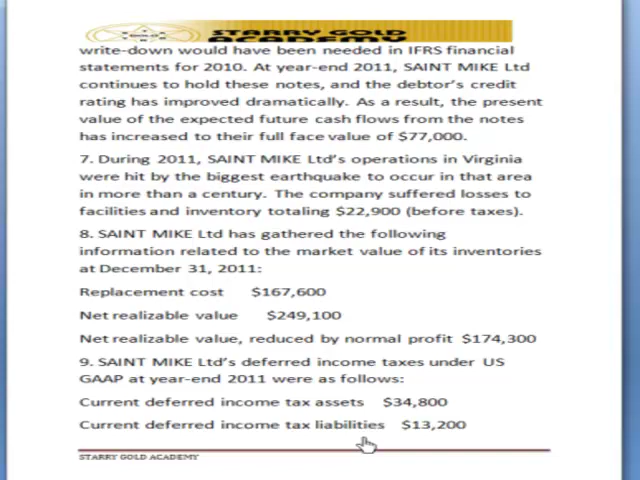 STARRY GOLD
ACADEMY
write-down would have been needed in IFRS financial
statements for 2010. At year-end 2011, SAINT MIKE Ltd
continues to hold these notes, and the debtor's credit
rating has improved dramatically. As a result, the present
value of the expected future cash flows from the notes
has increased to their full face value of $77,000.
7. During 2011, SAINT MIKE Ltd's operations in Virginia
were hit by the biggest earthquake to occur in that area
in more than a century. The company suffered losses to
facilities and inventory totaling $22,900 (before taxes).
8. SAINT MIKE Ltd has gathered the following
information related to the market value of its inventories
at December 31, 2011:
Replacement cost $167,600
Net realizable value $249,100
Net realizable value, reduced by normal profit $174,300
9. SAINT MIKE Ltd's deferred income taxes under US
GAAP at year-end 2011 were as follows:
Current deferred income tax assets $34,800
Current deferred income tax liabilities $13,200
STARRY GOLD ACADEMY